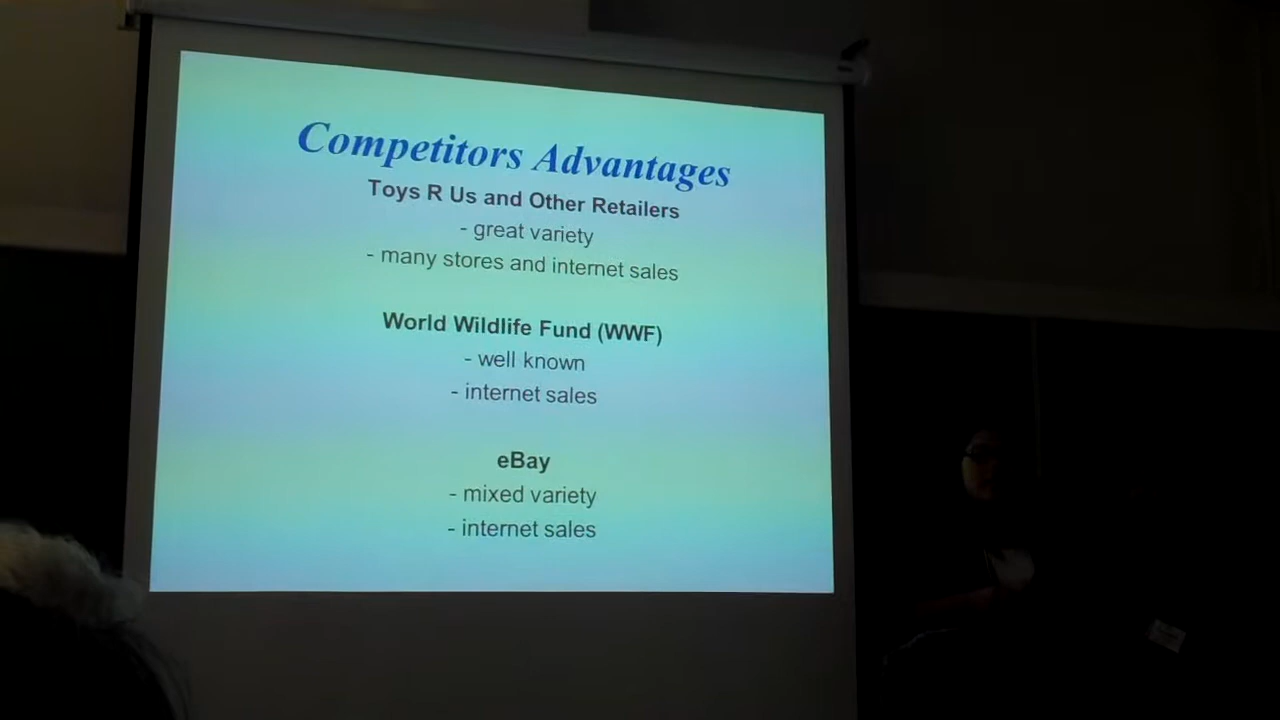 Competitors Advantages
Toys R Us and Other Retailers
- great variety
- many stores and internet sales
World Wildlife Fund (WWF)
- well known
- internet sales
eBay
- mixed variety
- internet sales